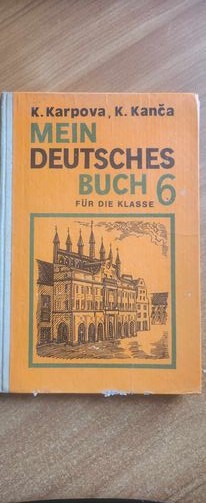 K. Karpova, K. Kanča
MEIN
DEUTSCHES
BUCH 6
FÜR DIE KLASSE